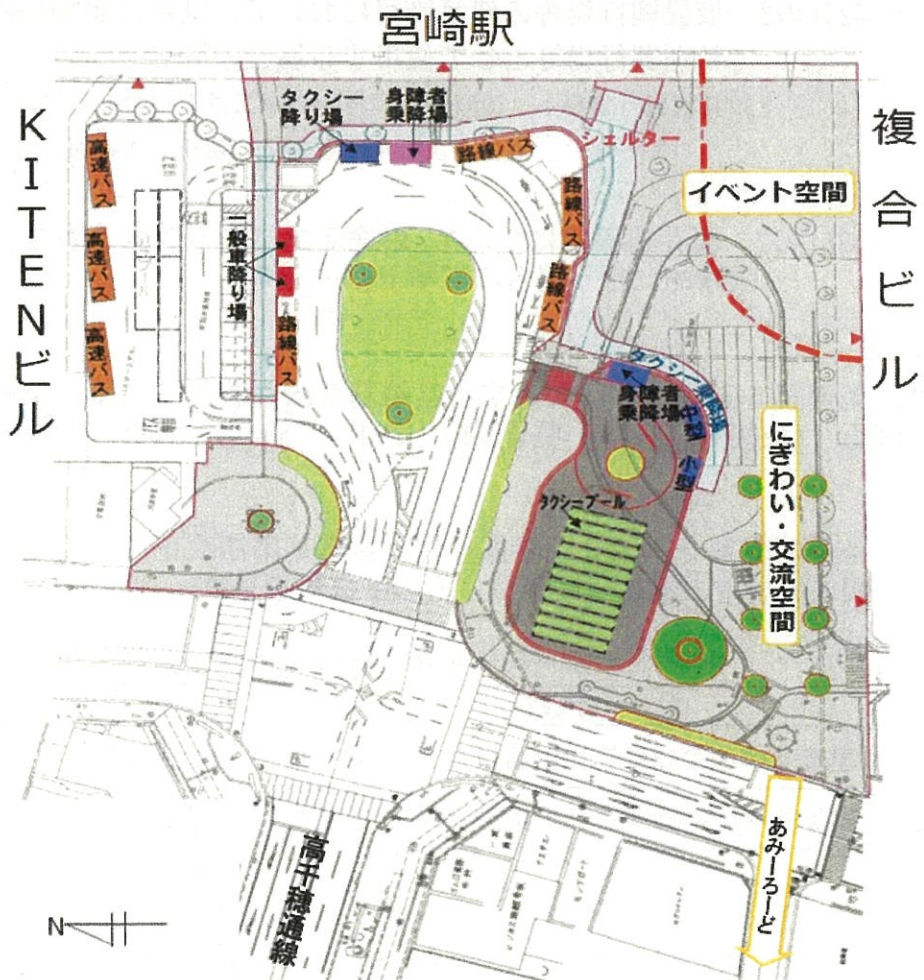 宮崎駅
KITENビル
複合ビル
タクシー
降り場
身障者
乗降場
路線バス
シェルター
高速バス
高速バス
高速バス
一般車降り場
路線バス
路線バス
路線バス
イベント空間
タクシー乗降場
身障者
乗降場
中型
小型
タクシープール
にぎわい・交流空間
高千穂通線
あみーろーど
N